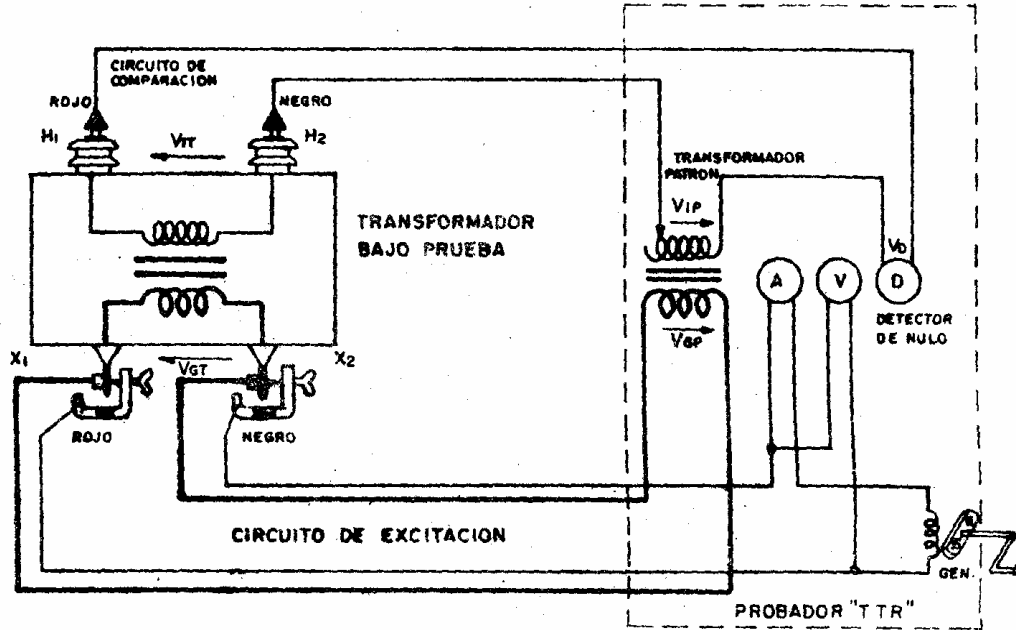 CIRCUITO DE
COMPARACION
ROJO
NEGRO
H1
H2
VTT
TRANSFORMADOR
PATRON
TRANSFORMADOR
BAJO PRUEBA
V1P
VD
A
V
D
DETECTOR
DE NULO
VGP
X1
X2
VGT
ROJO
NEGRO
CIRCUITO DE EXCITACION
GEN.
PROBADOR "TTR"